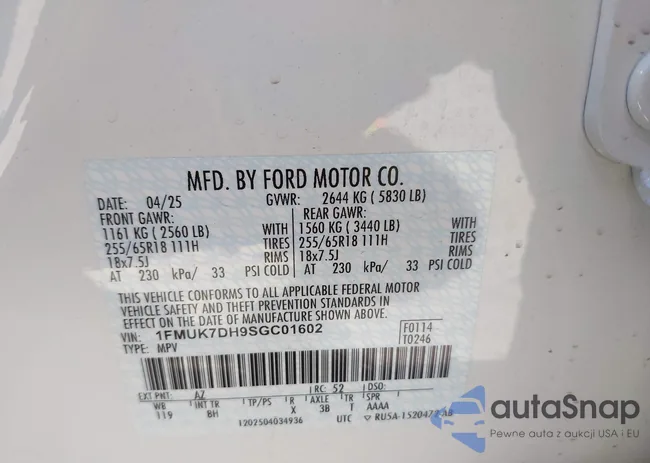 MFD. BY FORD MOTOR CO.
DATE: 04/25 GVWR: 2644 KG ( 5830 LB)
FRONT GAWR: REAR GAWR:
1161 KG ( 2560 LB) WITH 1560 KG ( 3440 LB) WITH
255/65R18 111H TIRES 255/65R18 111H TIRES
18x7.5J RIMS 18x7.5J RIMS
AT 230 kPa/ 33 PSI COLD AT 230 kPa/ 33 PSI COLD
THIS VEHICLE CONFORMS TO ALL APPLICABLE FEDERAL MOTOR
VEHICLE SAFETY AND THEFT PREVENTION STANDARDS IN
EFFECT ON THE DATE OF MANUFACTURE SHOWN ABOVE.
VIN: 1FMUK7DH9SGC01602 F0114
TYPE: MPV T0246
EXT PNT: AZ RC: 52 DSO:
WB INT TR TP/PS R AXLE TR SPR
119 BH X 3B T AAAA
1202504034936 UTC ▽ RU5A-1520472-AB
autaSnap
Pewne auta z aukcji USA i EU